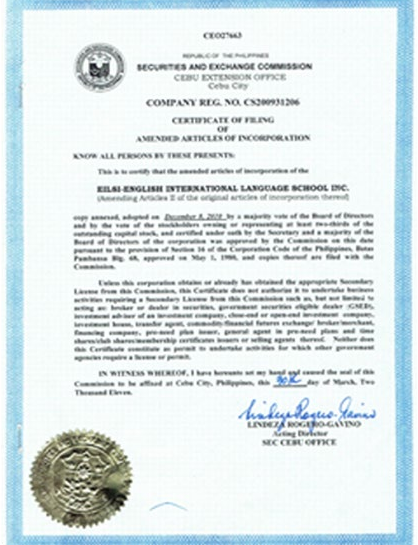 CEO27663
REPUBLIC OF THE PHILIPPINES
SECURITIES AND EXCHANGE COMMISSION
CEBU EXTENSION OFFICE
Cebu City
COMPANY REG. NO. CS200931206
CERTIFICATE OF FILING
OF
AMENDED ARTICLES OF INCORPORATION
KNOW ALL PERSONS BY THESE PRESENTS:
This is to certify that the amended articles of incorporation of the
EILSI-ENGLISH INTERNATIONAL LANGUAGE SCHOOL INC.
(Amending Articles II of the original articles of incorporation thereof)
copy annexed, adopted on December 8, 2010 by a majority vote of the Board of Directors
and by the vote of the stockholders owning or representing at least two-thirds of the
outstanding capital stock, and certified under oath by the Secretary and a majority of the
Board of Directors of the corporation was approved by the Commission on this date
pursuant to the provision of Section 16 of the Corporation Code of the Philippines, Batas
Pambansa Blg. 68, approved on May 1, 1980, and copies thereof are filed with the
Commission.
Unless this corporation obtains or already has obtained the appropriate Secondary
License from this Commission, this Certificate does not authorize it to undertake business
activities requiring a Secondary License from this Commission such as, but not limited to
acting as: broker or dealer in securities, government securities eligible dealer (GSED),
investment advisor of an investment company, close-end or open-end investment company,
investment house, transfer agent, commodity/financial futures exchange/ broker/merchant,
financing company, pre-need plan issuer, general agent in pre-need plans and time
shares/club shares/membership certificates issuers or selling agents thereof. Neither does
this Certificate constitute as permit to undertake activities for which other government
agencies require a license or permit.
IN WITNESS WHEREOF, I have hereunto set my hand and caused the seal of this
Commission to be affixed at Cebu City, Philippines, this 30th day of March, Two
Thousand Eleven.
Lindeza Rogero-Gavino
LINDEZA ROGERO-GAVINO
Acting Director
SEC CEBU OFFICE